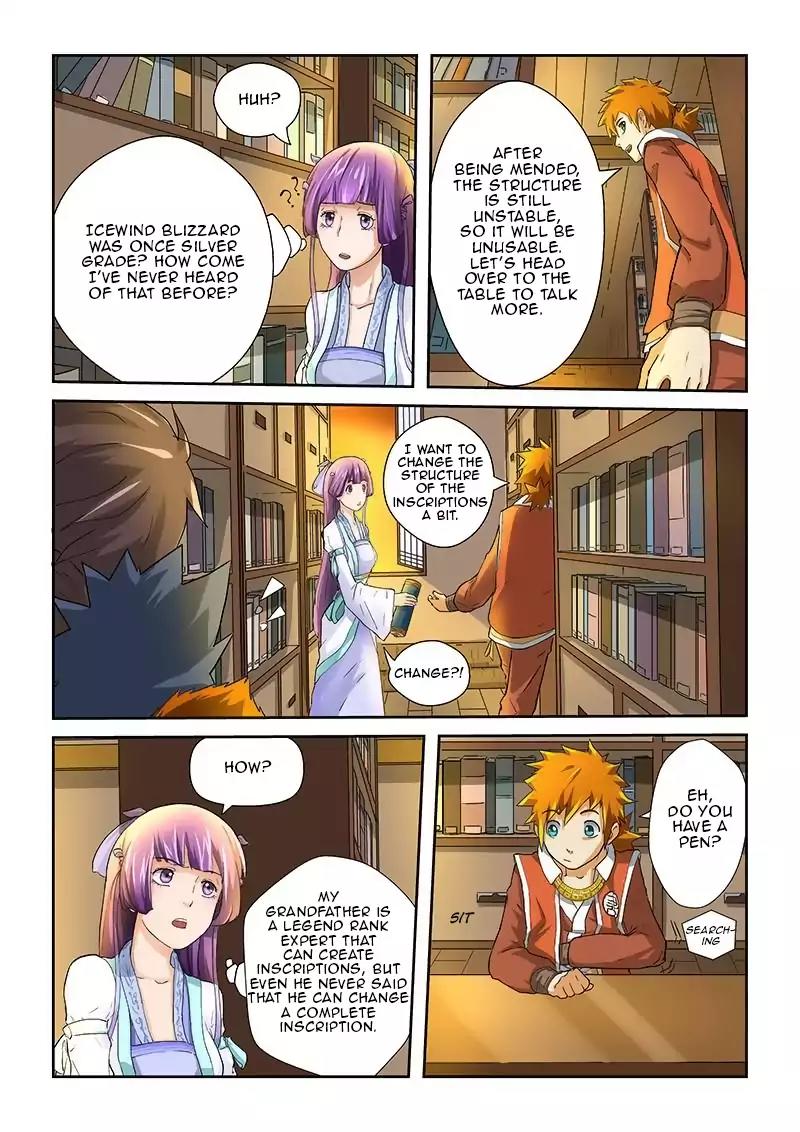 HUH?
ICEWIND BLIZZARD
WAS ONCE SILVER
GRADE? HOW COME
I'VE NEVER HEARD
OF THAT BEFORE?
??
AFTER
BEING MENDED,
THE STRUCTURE
IS STILL
UNSTABLE,
SO IT WILL BE
UNUSABLE.
LET'S HEAD
OVER TO THE
TABLE TO TALK
MORE.
I WANT TO
CHANGE THE
STRUCTURE
OF THE
INSCRIPTIONS
A BIT.
CHANGE?!
HOW?
MY
GRANDFATHER IS
A LEGEND RANK
EXPERT THAT
CAN CREATE
INSCRIPTIONS, BUT
EVEN HE NEVER SAID
THAT HE CAN CHANGE
A COMPLETE
INSCRIPTION.
EH,
DO YOU
HAVE A
PEN?
SIT
SEARCH-
ING